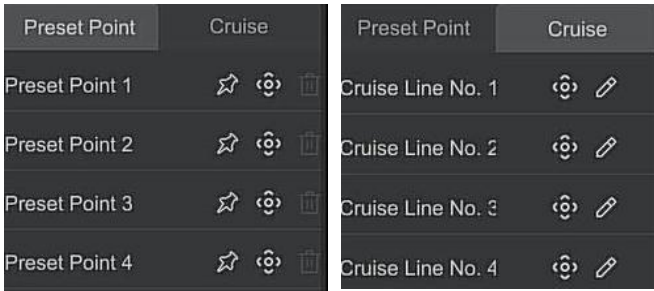 Preset Point Cruise
Preset Point 1
Preset Point 2
Preset Point 3
Preset Point 4
Preset Point Cruise
Cruise Line No. 1
Cruise Line No. 2
Cruise Line No. 3
Cruise Line No. 4